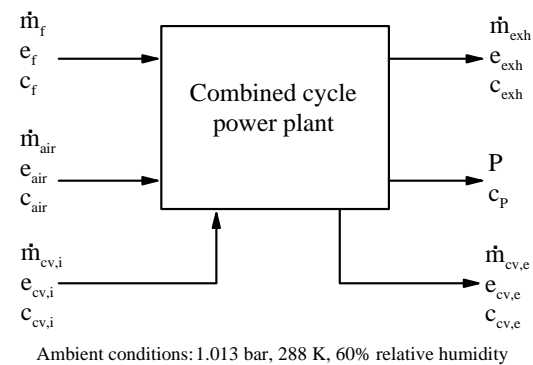 ṁf
ef
cf
ṁair
eair
cair
ṁcv,i
ecv,i
ccv,i
Combined cycle
power plant
ṁexh
eexh
cexh
P
cP
ṁcv,e
ecv,e
ccv,e
Ambient conditions: 1.013 bar, 288 K, 60% relative humidity